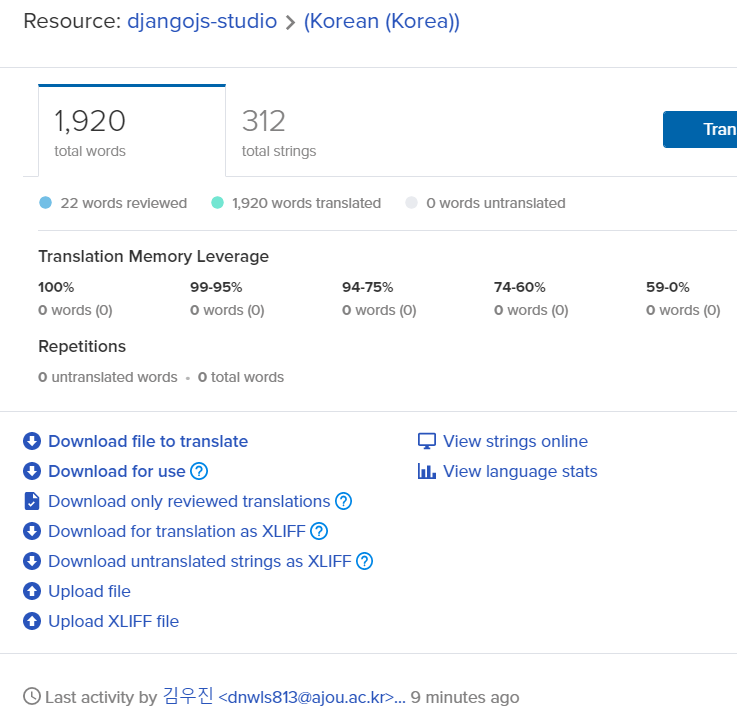 Resource: djangojs-studio > (Korean (Korea))
1,920 312
total words total strings
Tran
22 words reviewed 1,920 words translated 0 words untranslated
Translation Memory Leverage
100% 99-95% 94-75% 74-60% 59-0%
0 words (0) 0 words (0) 0 words (0) 0 words (0) 0 words (0)
Repetitions
0 untranslated words • 0 total words
Download file to translate View strings online
Download for use ? View language stats
Download only reviewed translations ?
Download for translation as XLIFF ?
Download untranslated strings as XLIFF ?
Upload file
Upload XLIFF file
Last activity by 김우진 <dnwls813@ajou.ac.kr>... 9 minutes ago